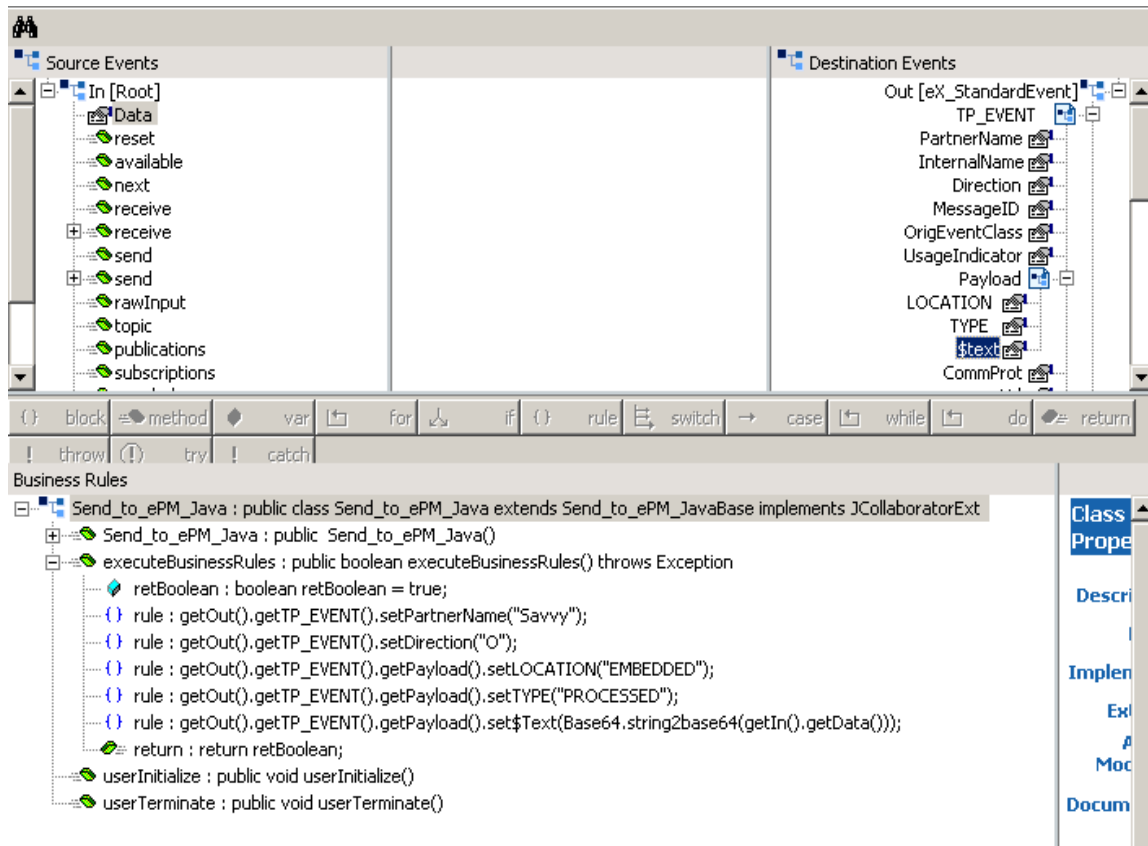 Source Events
Destination Events
In [Root]
Data
reset
available
next
receive
receive
send
send
rawInput
topic
publications
subscriptions
Out [eX_StandardEvent]
TP_EVENT
PartnerName
InternalName
Direction
MessageID
OrigEventClass
UsageIndicator
Payload
LOCATION
TYPE
$text
CommProt
{} block method var for if {} rule switch case while do return
! throw (!) try ! catch
Business Rules
Send_to_ePM_Java : public class Send_to_ePM_Java extends Send_to_ePM_JavaBase implements JCollaboratorExt
Send_to_ePM_Java : public Send_to_ePM_Java()
executeBusinessRules : public boolean executeBusinessRules() throws Exception
retBoolean : boolean retBoolean = true;
{} rule : getOut().getTP_EVENT().setPartnerName("Savvy");
{} rule : getOut().getTP_EVENT().setDirection("O");
{} rule : getOut().getTP_EVENT().getPayload().setLOCATION("EMBEDDED");
{} rule : getOut().getTP_EVENT().getPayload().setTYPE("PROCESSED");
{} rule : getOut().getTP_EVENT().getPayload().set$Text(Base64.string2base64(getIn().getData()));
return : return retBoolean;
userInitialize : public void userInitialize()
userTerminate : public void userTerminate()
Class
Prope
Descri
Implem
Ext
Mod
Docum